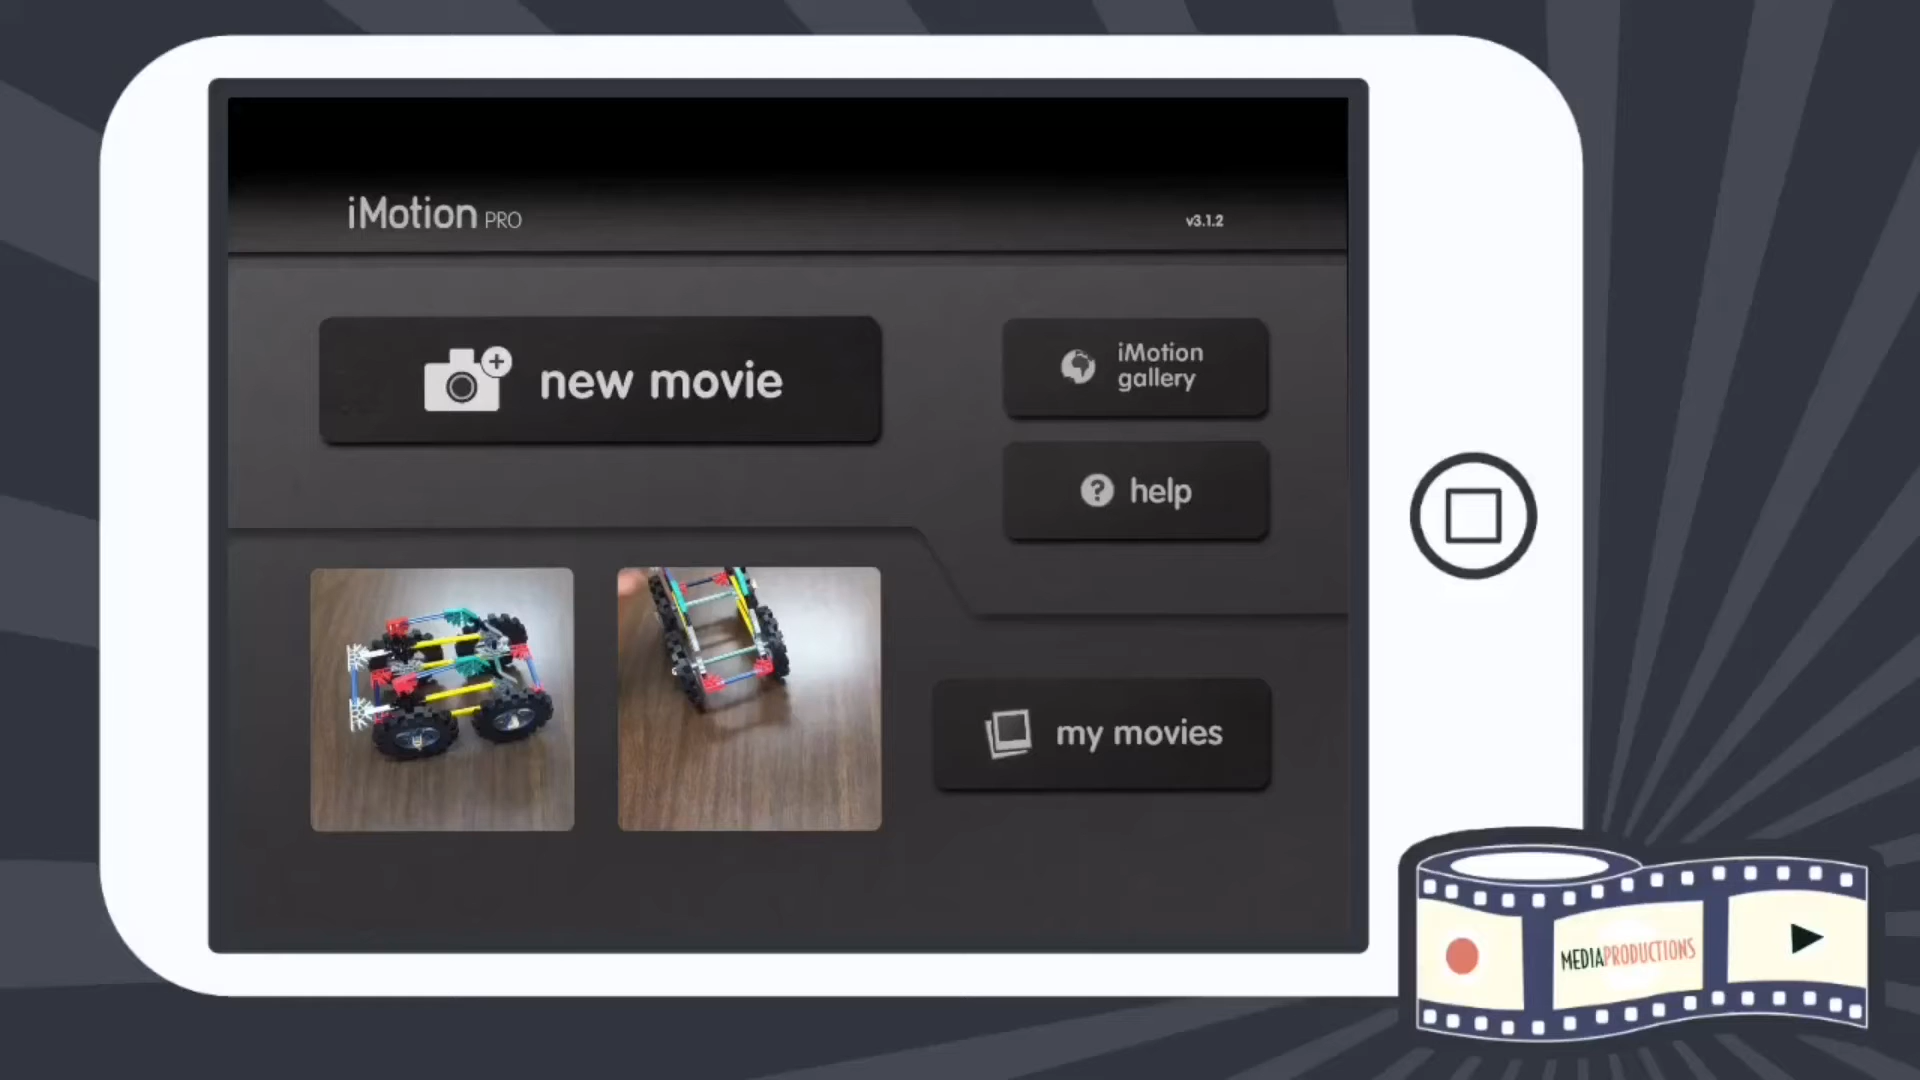 iMotion PRO
v3.1.2
new movie
iMotion
gallery
? help
my movies
MEDIAPRODUCTIONS